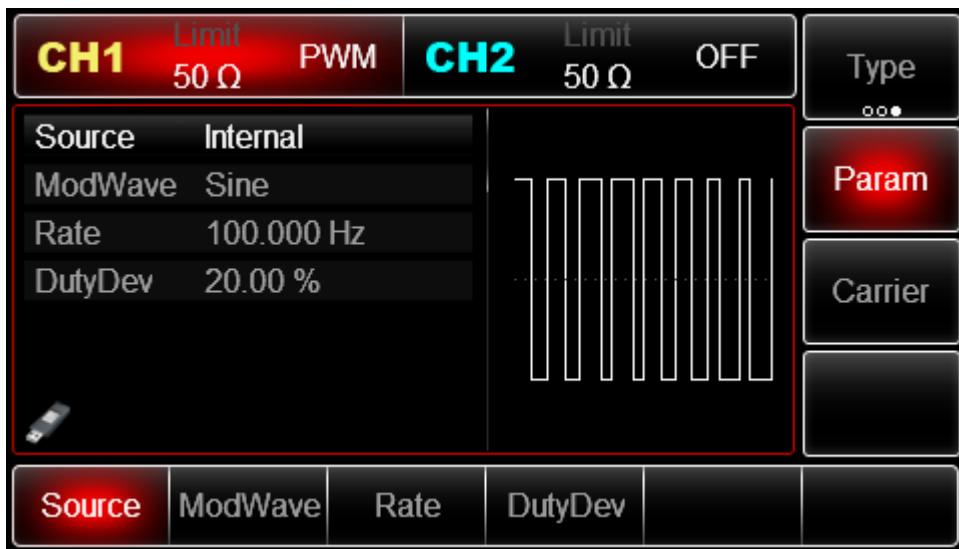 CH1 Limit 50 Ω PWM
CH2 Limit 50 Ω OFF
Type
Source Internal
ModWave Sine
Rate 100.000 Hz
DutyDev 20.00 %
Param
Carrier
Source ModWave Rate DutyDev